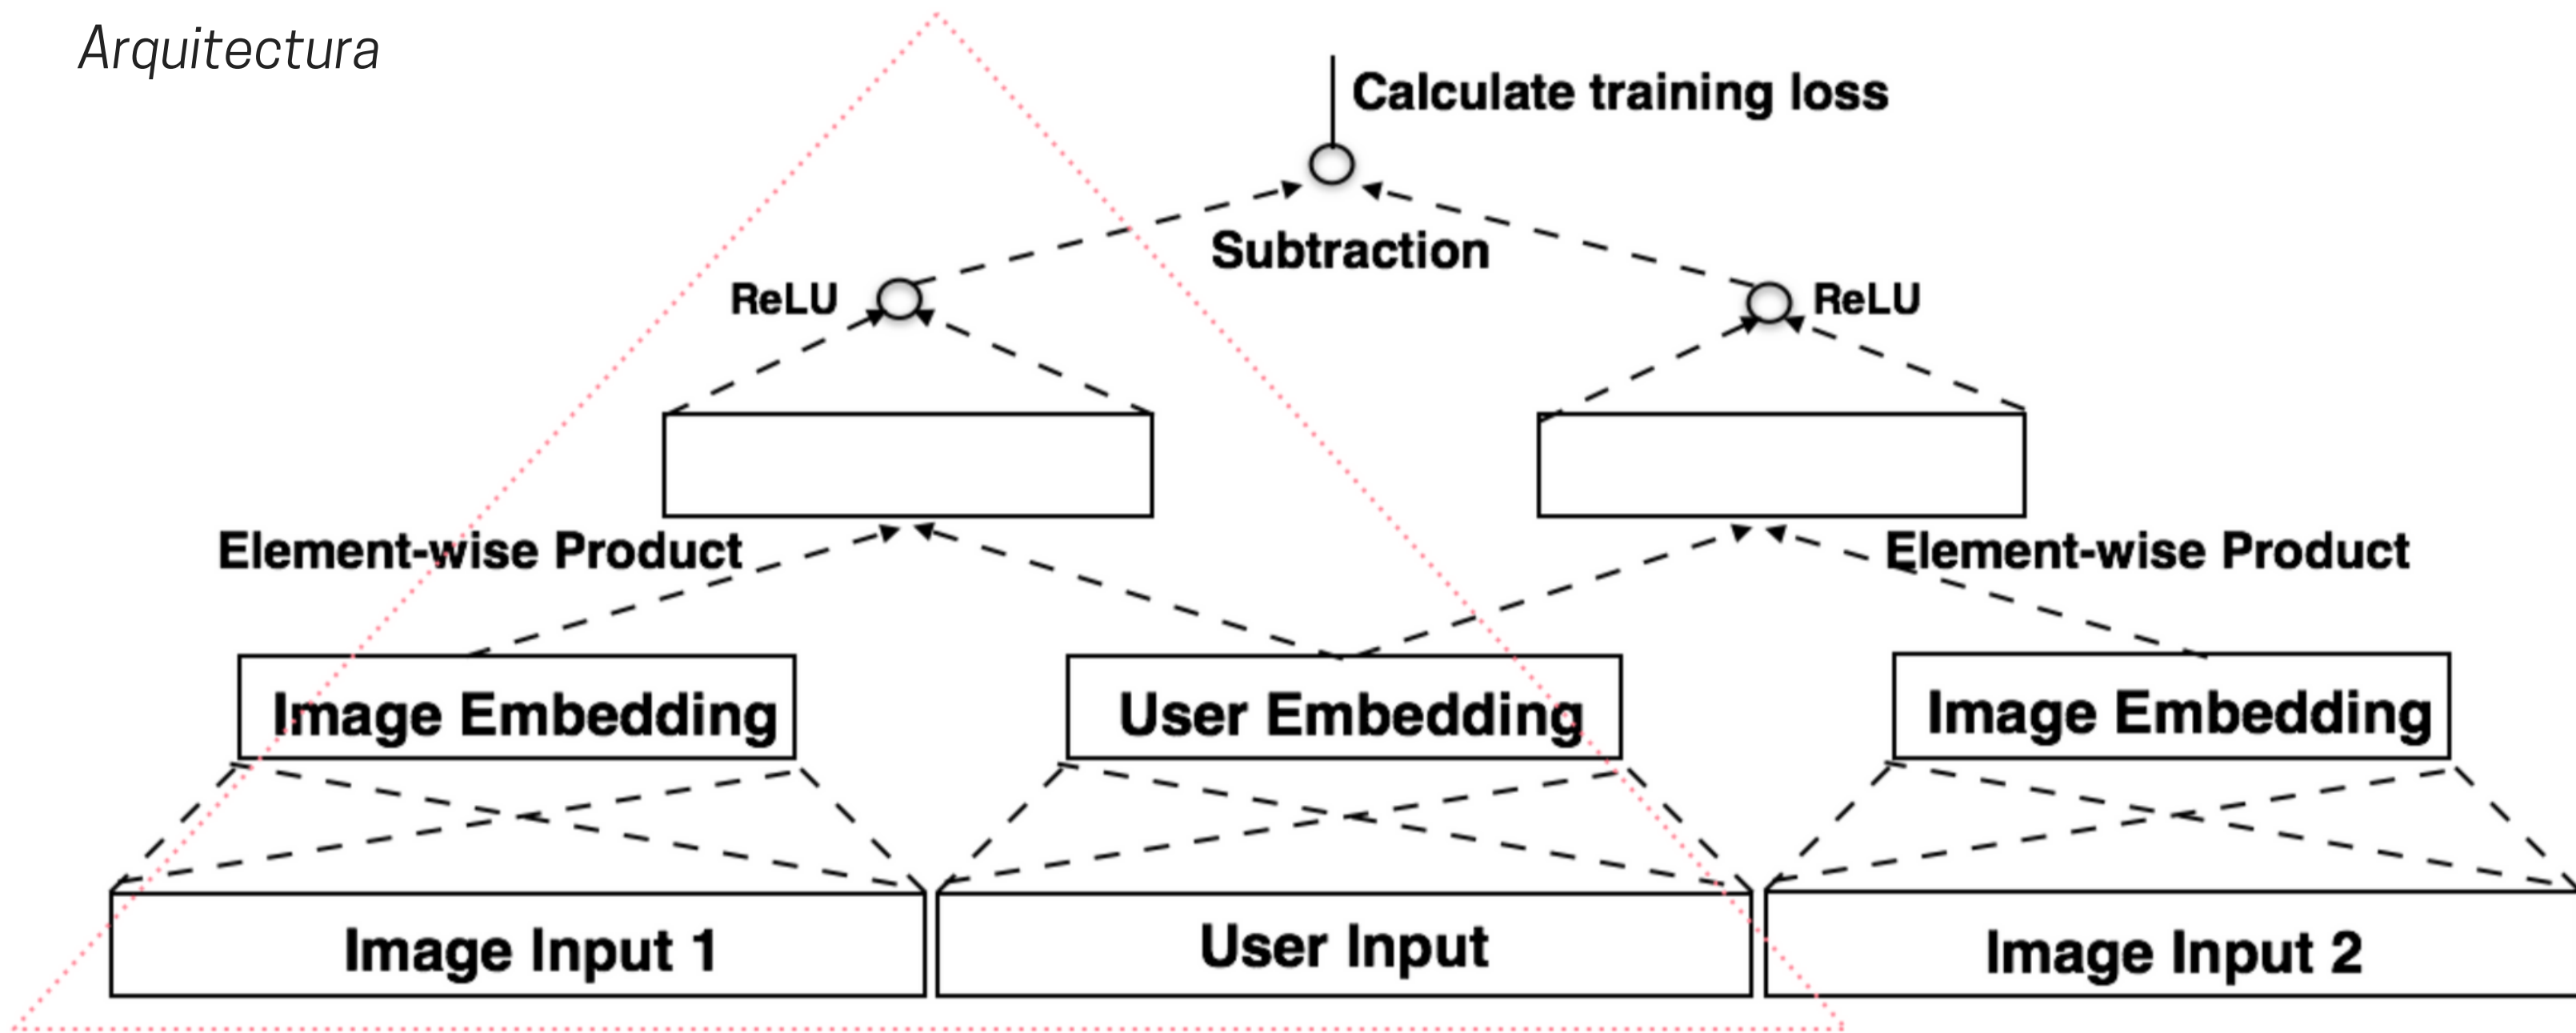 Arquitectura
Calculate training loss
Subtraction
ReLU
ReLU
Element-wise Product
Element-wise Product
Image Embedding
User Embedding
Image Embedding
Image Input 1
User Input
Image Input 2